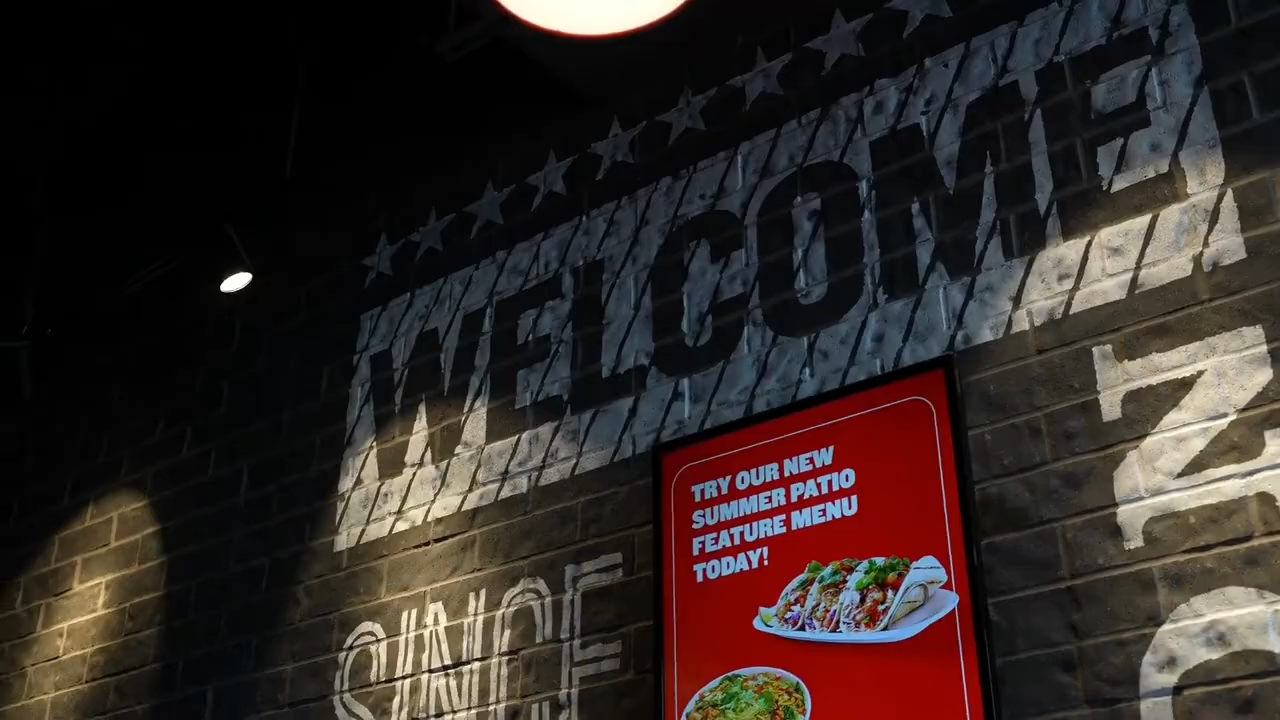 WELCOME
TRY OUR NEW
SUMMER PATIO
FEATURE MENU
TODAY!
SINCE